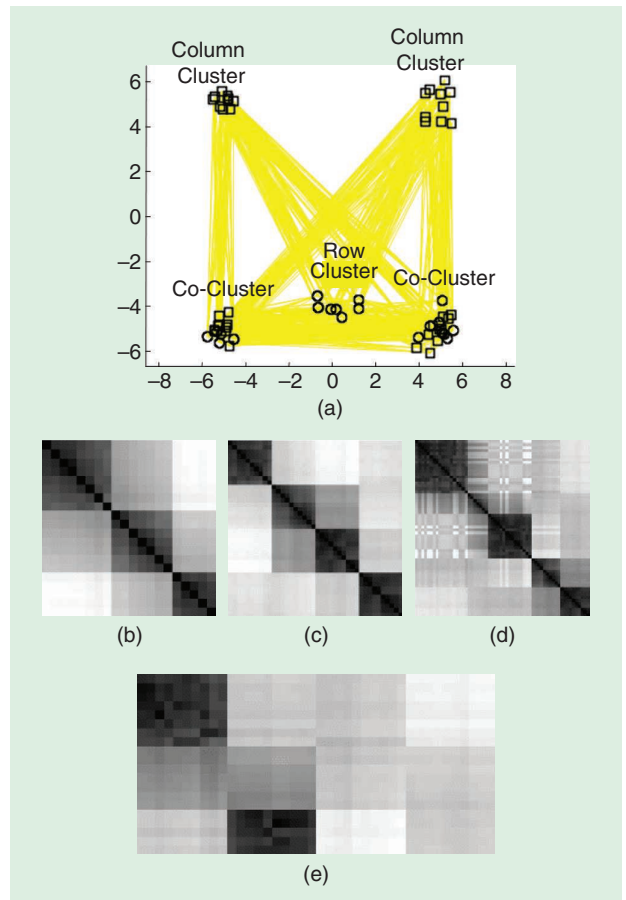 Column
Cluster
Column
Cluster
6
4
2
0
–2
–4
–6
Row
Cluster
Co-Cluster
Co-Cluster
–8 –6 –4 –2 0 2 4 6 8
(a)
(b) (c) (d)
(e)